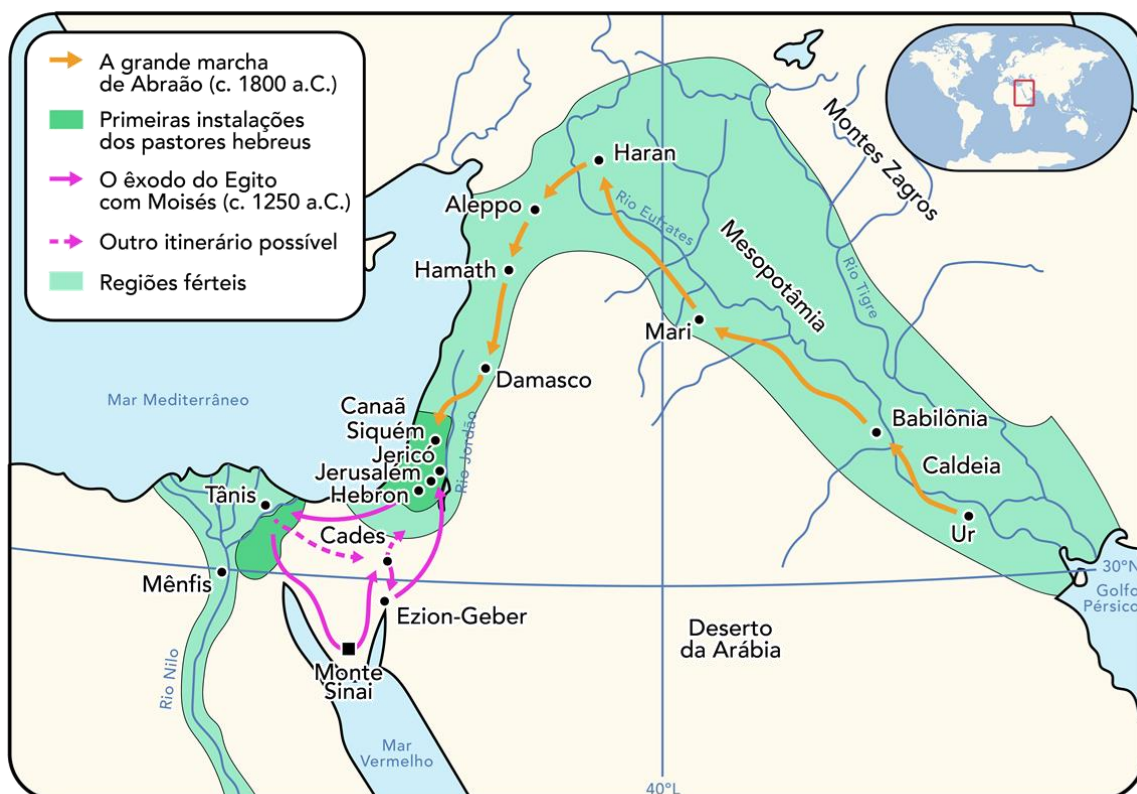 A grande marcha
de Abraão (c. 1800 a.C.)
Primeiras instalações
dos pastores hebreus
O êxodo do Egito
com Moisés (c. 1250 a.C.)
Outro itinerário possível
Regiões férteis
Montes Zagros
Haran
Aleppo
Rio Eufrates
Hamath
Mesopotâmia
Rio Tigre
Mari
Damasco
Mar Mediterrâneo
Canaã
Siquém
Babilônia
Jericó
Rio Jordão
Jerusalém
Caldeia
Hebron
Tânis
Ur
Cades
Mênfis
30°N
Golfo
Pérsico
Ezion-Geber
Deserto
da Arábia
Monte
Sinai
Rio Nilo
Mar
Vermelho
40°L